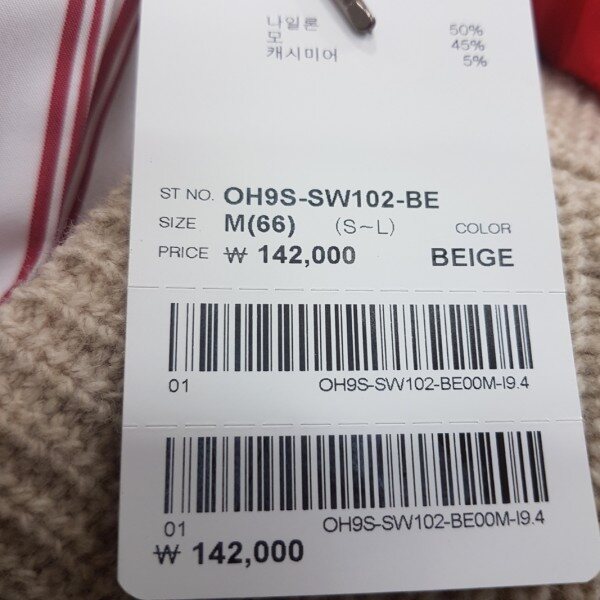 나일론 50%
모 45%
캐시미어 5%
ST NO. OH9S-SW102-BE
SIZE M(66) (S~L) COLOR
PRICE ₩ 142,000 BEIGE
01 OH9S-SW102-BE00M-I9.4
01 OH9S-SW102-BE00M-I9.4
₩ 142,000